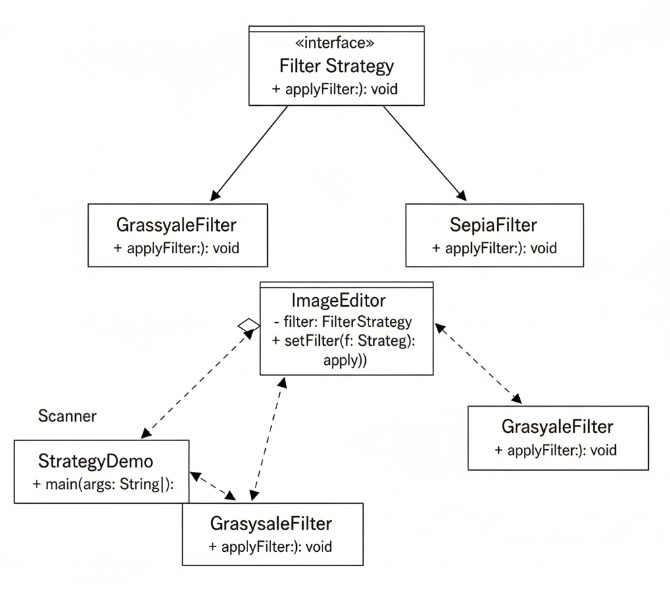 «interface»
Filter Strategy
+ applyFilter:): void
GrassyaleFilter
+ applyFilter:): void
SepiaFilter
+ applyFilter:): void
ImageEditor
- filter: FilterStrategy
+ setFilter(f: Strateg):
apply))
Scanner
StrategyDemo
+ main(args: String|):
GrasyaleFilter
+ applyFilter:): void
GrasysaleFilter
+ applyFilter:): void